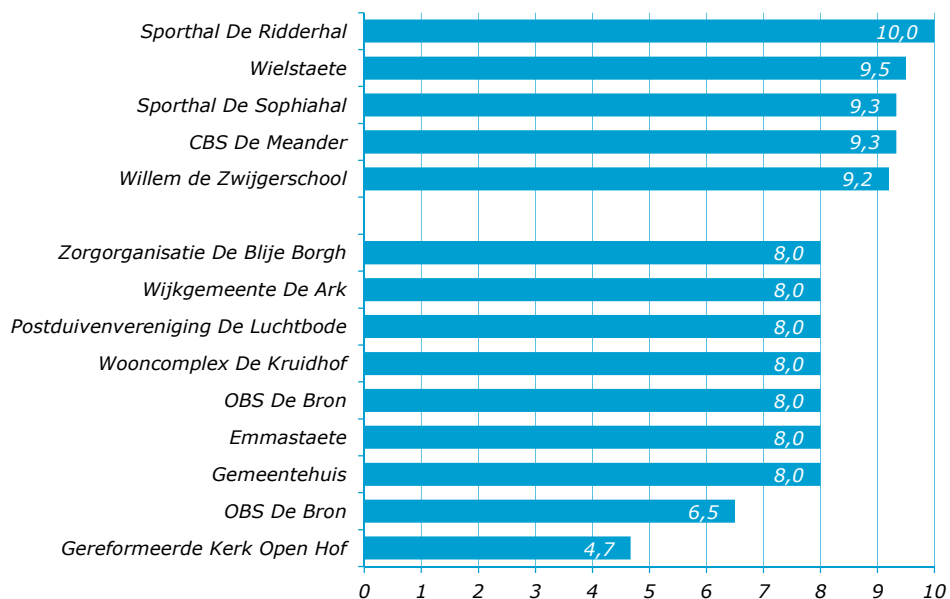 Sporthal De Ridderhal 10,0
Wielstaete 9,5
Sporthal De Sophiahal 9,3
CBS De Meander 9,3
Willem de Zwijgerschool 9,2
Zorgorganisatie De Blije Borgh 8,0
Wijkgemeente De Ark 8,0
Postduivenvereniging De Luchtbode 8,0
Wooncomplex De Kruidhof 8,0
OBS De Bron 8,0
Emmastaete 8,0
Gemeentehuis 8,0
OBS De Bron 6,5
Gereformeerde Kerk Open Hof 4,7
0 1 2 3 4 5 6 7 8 9 10